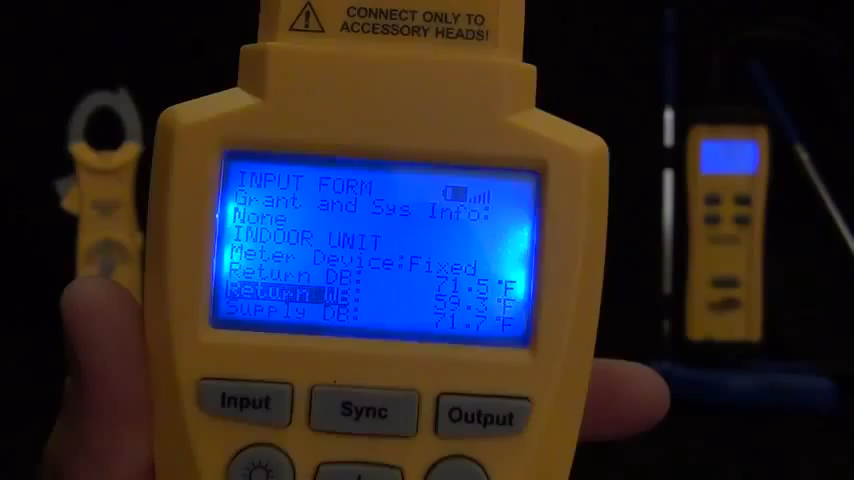 CONNECT ONLY TO
ACCESSORY HEADS!
INPUT FORM
Grant and Sys Info:
None
INDOOR UNIT
Meter Device:Fixed
Return DB: 71.5°F
Return WB: 59.3°F
Supply DB: 71.7°F
Input
Sync
Output